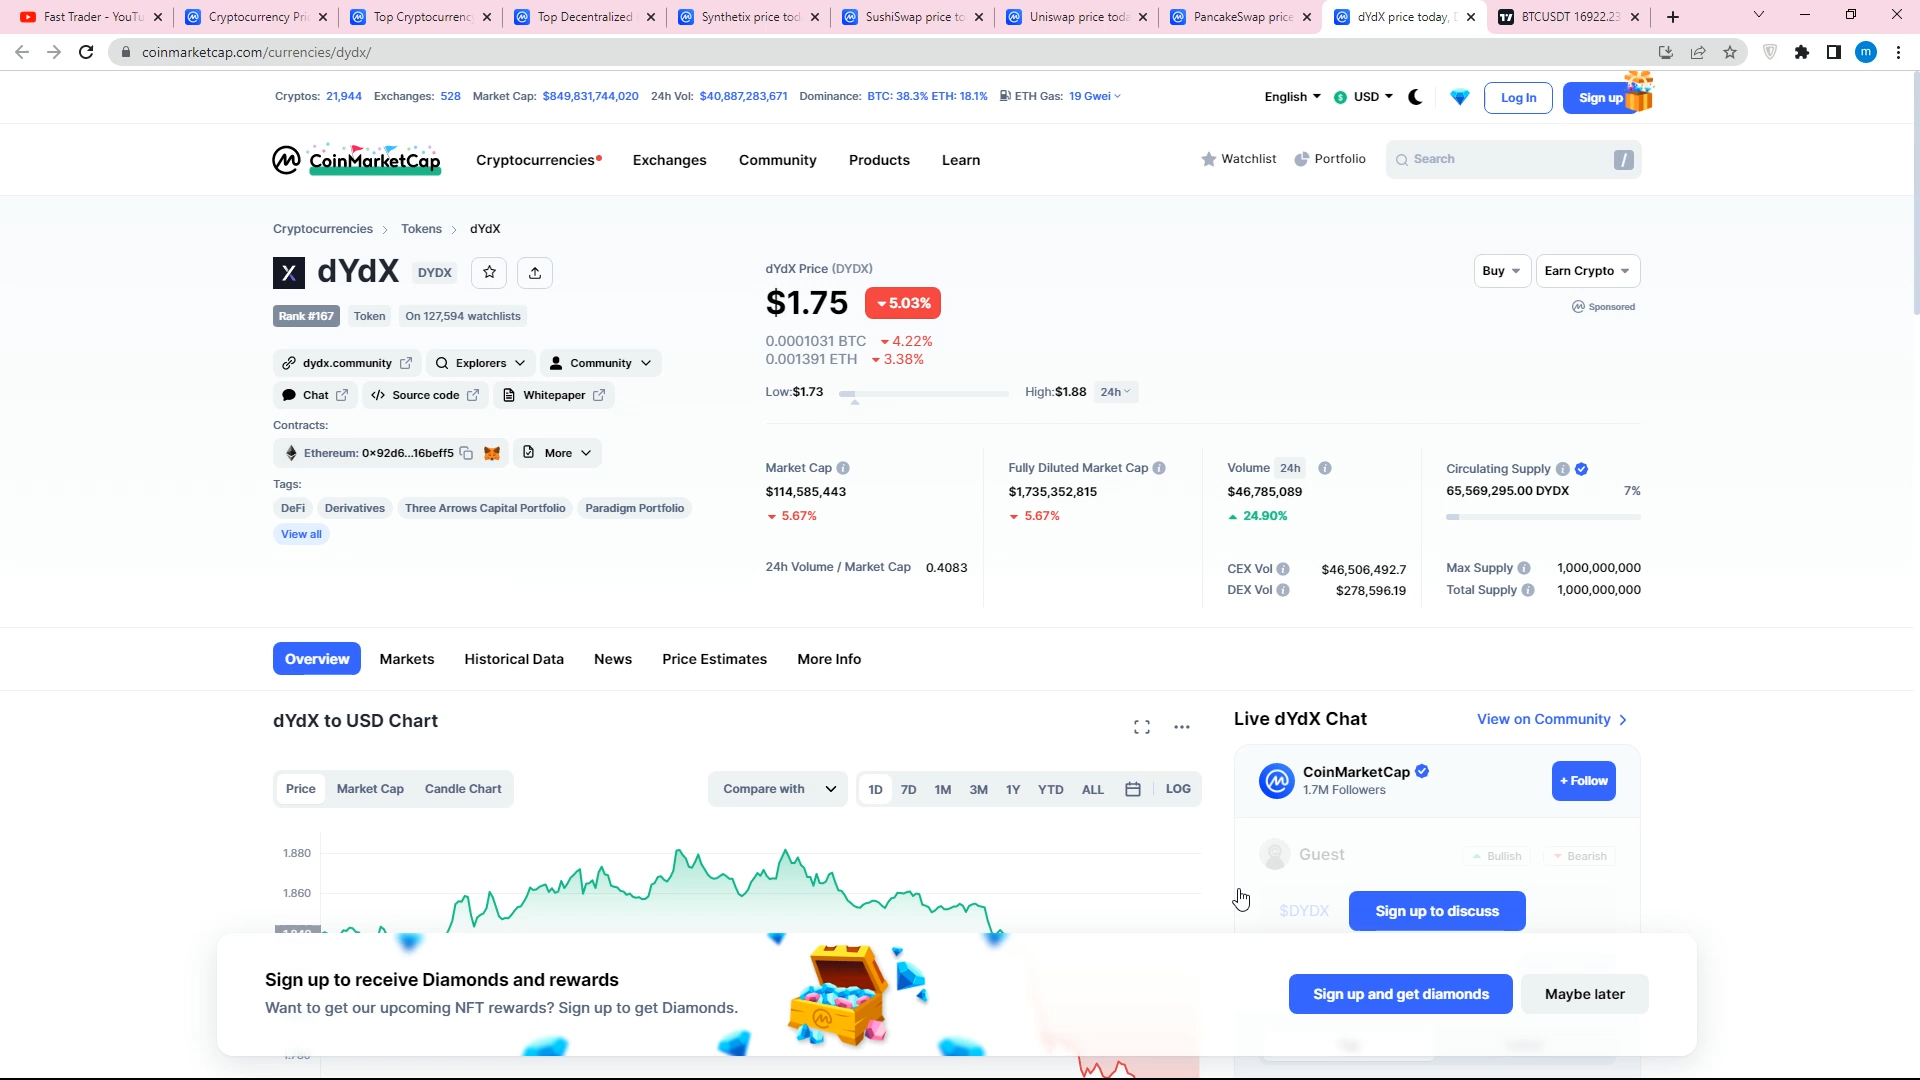 Fast Trader - YouTu
Cryptocurrency Pri
Top Cryptocurrenc
Top Decentralized
Synthetix price tod
SushiSwap price to
Uniswap price toda
PancakeSwap price
dYdX price today, D
BTCUSDT 16922.23
coinmarketcap.com/currencies/dydx/
m
Cryptos: 21,944 Exchanges: 528 Market Cap: $849,831,744,020 24h Vol: $40,887,283,671 Dominance: BTC: 38.3% ETH: 18.1% ETH Gas: 19 Gwei
English USD Log In Sign up
CoinMarketCap Cryptocurrencies Exchanges Community Products Learn Watchlist Portfolio Search /
Cryptocurrencies > Tokens > dYdX
dYdX DYDX
Rank #167 Token On 127,594 watchlists
dydx.community Explorers Community
Chat Source code Whitepaper
Contracts:
Ethereum: 0x92d6...16beff5 More
Tags:
DeFi Derivatives Three Arrows Capital Portfolio Paradigm Portfolio
View all
dYdX Price (DYDX)
$1.75 5.03%
0.0001031 BTC 4.22%
0.001391 ETH 3.38%
Low:$1.73 High:$1.88 24h
Buy Earn Crypto
Sponsored
Market Cap
$114,585,443
5.67%
24h Volume / Market Cap 0.4083
Fully Diluted Market Cap
$1,735,352,815
5.67%
Volume 24h
$46,785,089
24.90%
CEX Vol $46,506,492.7
DEX Vol $278,596.19
Circulating Supply
65,569,295.00 DYDX 7%
Max Supply 1,000,000,000
Total Supply 1,000,000,000
Overview Markets Historical Data News Price Estimates More Info
dYdX to USD Chart
Price Market Cap Candle Chart
Compare with
1D 7D 1M 3M 1Y YTD ALL LOG
1.880
1.860
Live dYdX Chat View on Community
CoinMarketCap
1.7M Followers
+ Follow
Guest Bullish Bearish
$DYDX Sign up to discuss
Sign up to receive Diamonds and rewards
Want to get our upcoming NFT rewards? Sign up to get Diamonds.
Sign up and get diamonds Maybe later